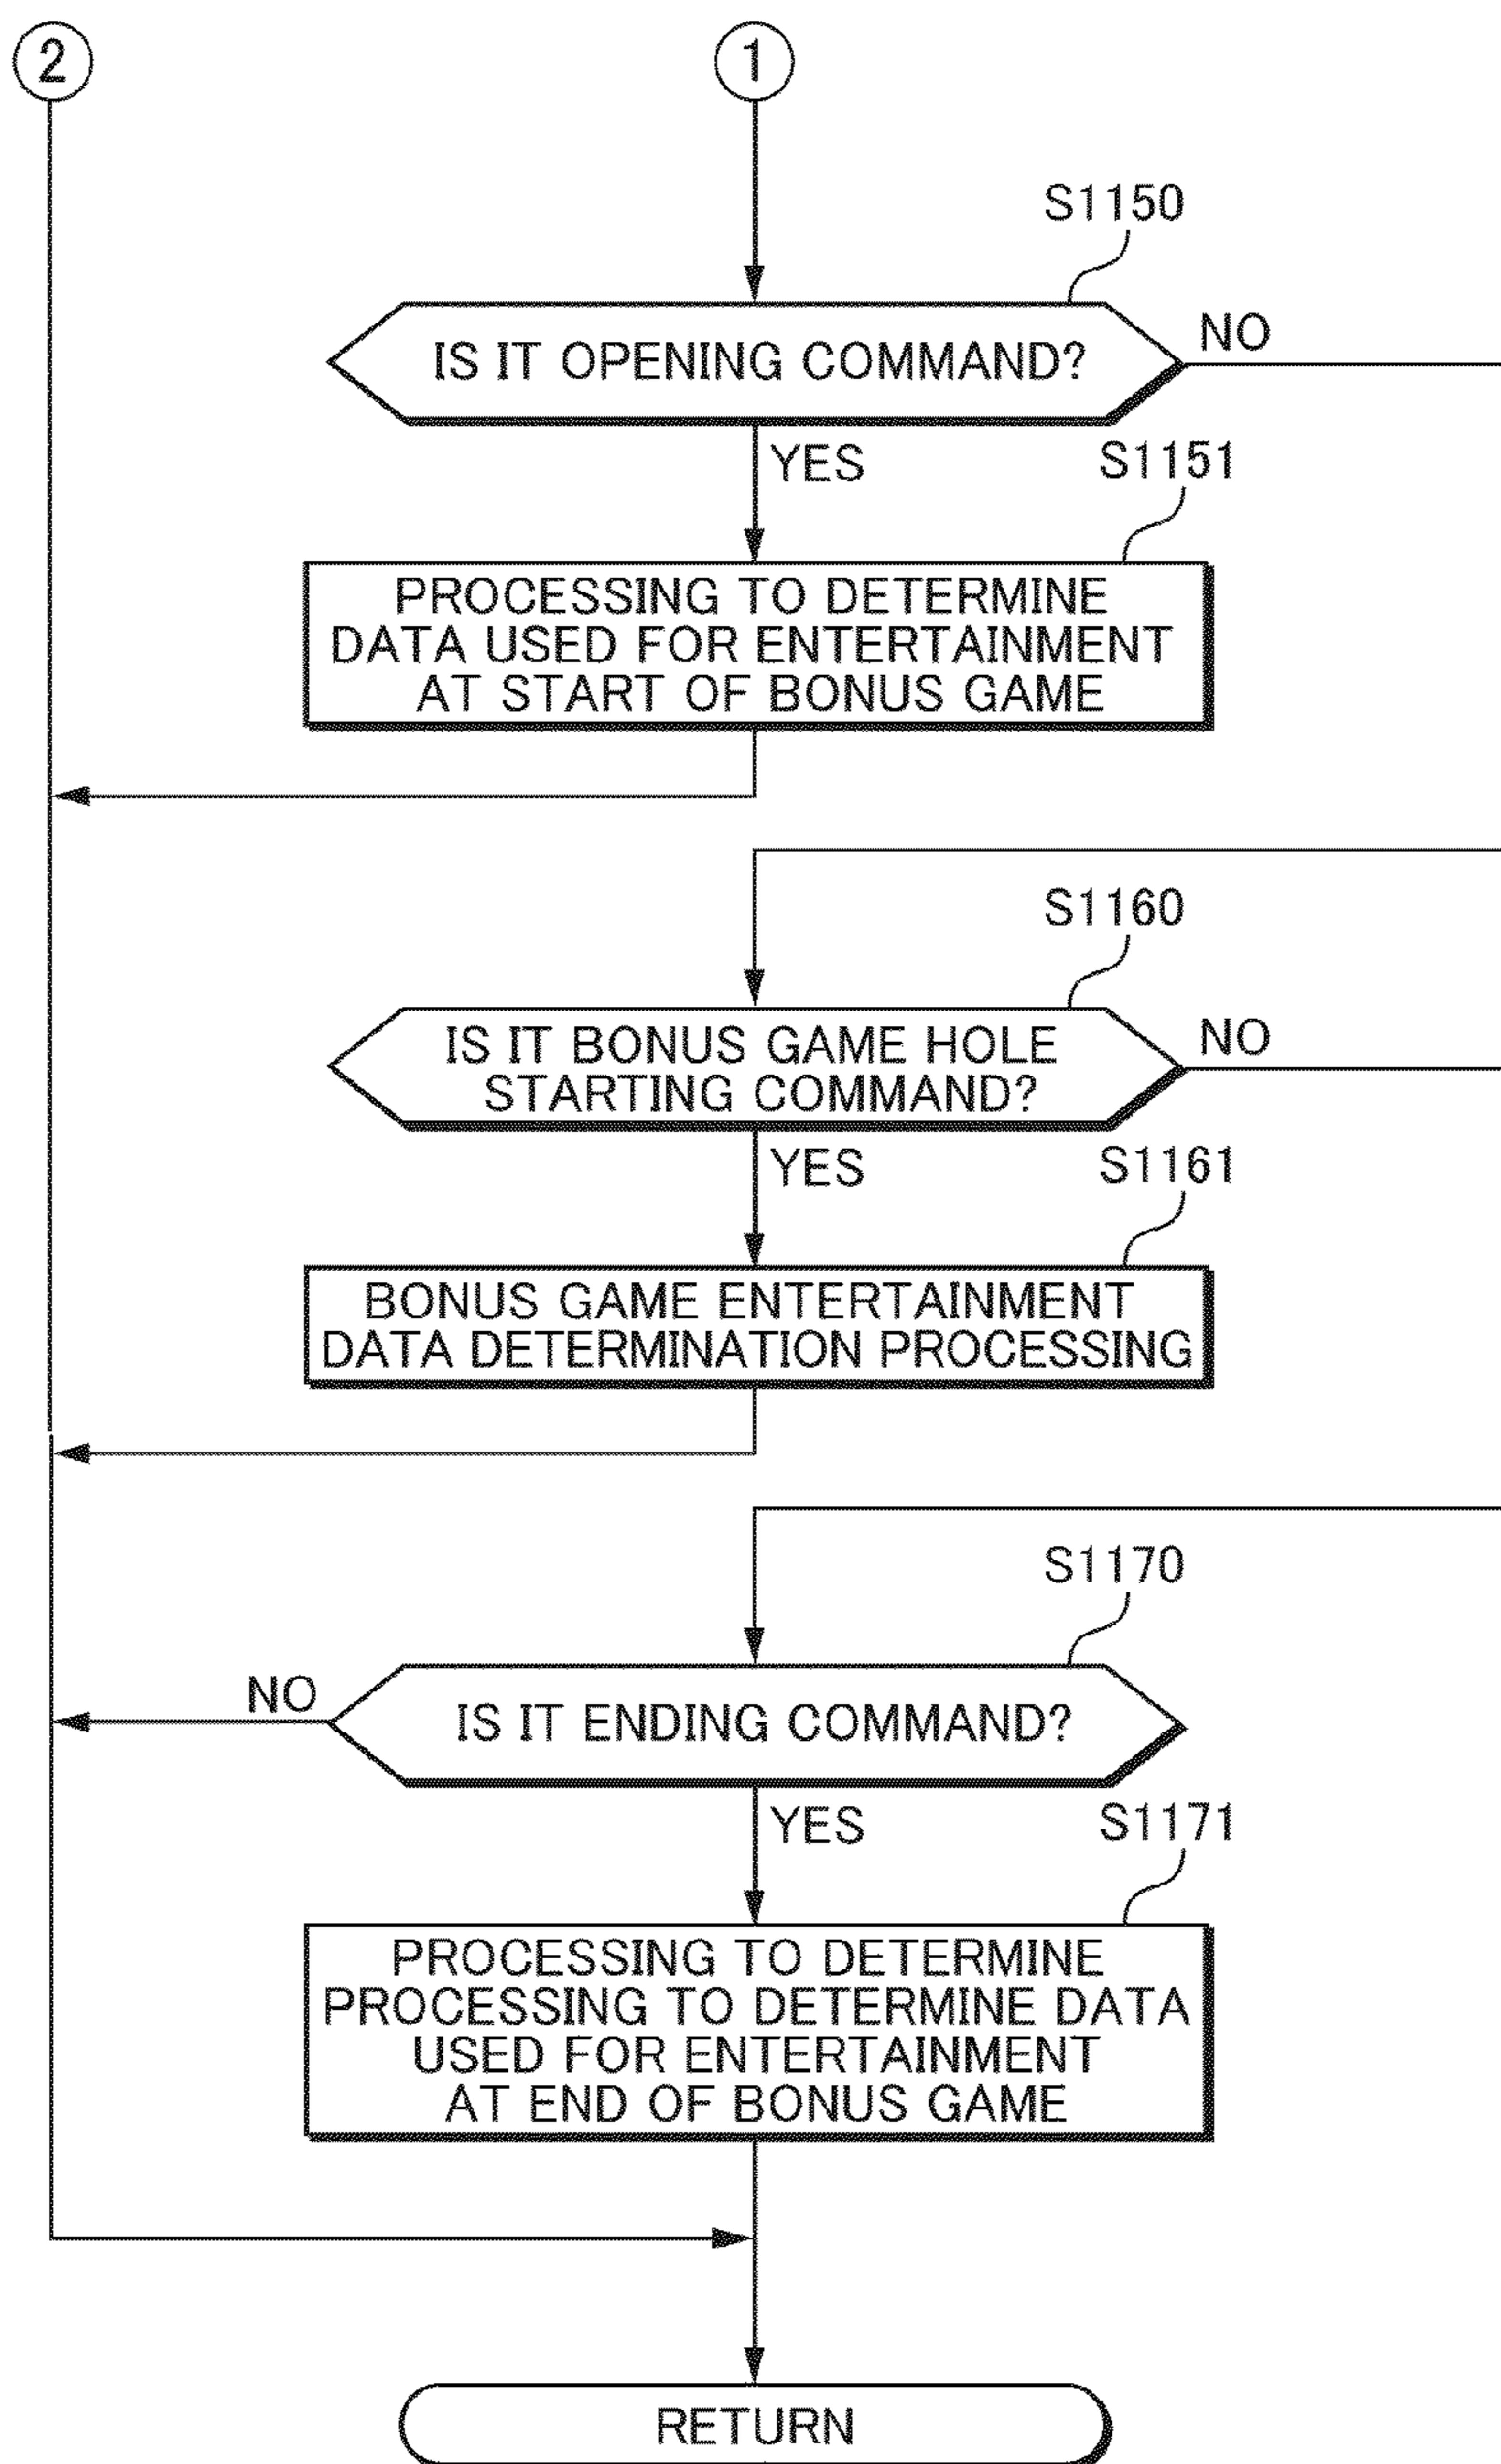 2
1
S1150
IS IT OPENING COMMAND?
NO
YES
S1151
PROCESSING TO DETERMINE
DATA USED FOR ENTERTAINMENT
AT START OF BONUS GAME
S1160
IS IT BONUS GAME HOLE
STARTING COMMAND?
NO
YES
S1161
BONUS GAME ENTERTAINMENT
DATA DETERMINATION PROCESSING
S1170
NO
IS IT ENDING COMMAND?
YES
S1171
PROCESSING TO DETERMINE
PROCESSING TO DETERMINE DATA
USED FOR ENTERTAINMENT
AT END OF BONUS GAME
RETURN